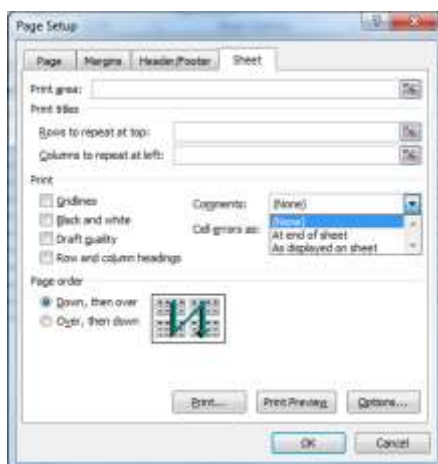 Page Setup
Page Margins Header/Footer Sheet
Print area:
Print titles
Rows to repeat at top:
Columns to repeat at left:
Print
Gridlines Comments: (None)
Black and white (None)
Draft quality Cell errors as: At end of sheet
Row and column headings As displayed on sheet
Page order
Down, then over
Over, then down
Print... Print Preview Options...
OK Cancel